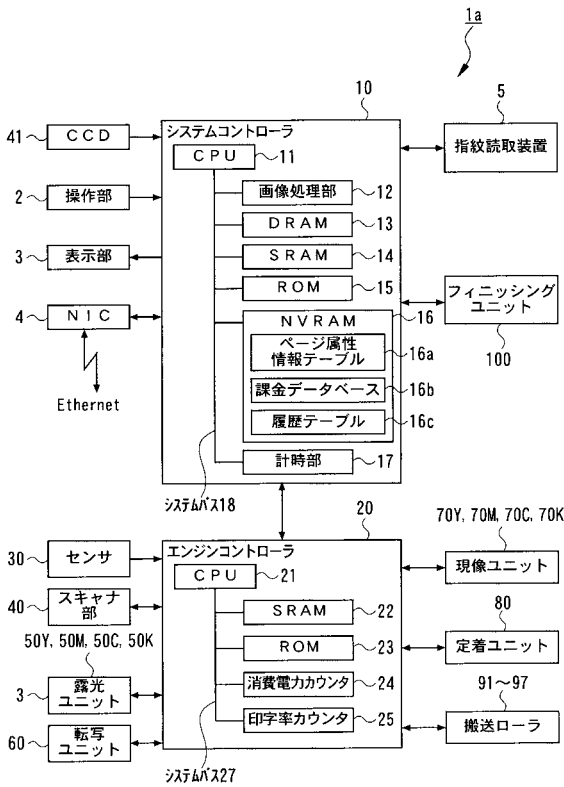 1a
10
システムコントローラ
41
CCD
CPU
11
5
指紋読取装置
2
操作部
画像処理部
12
DRAM
13
3
表示部
SRAM
14
ROM
15
4
NIC
NVRAM
16
フィニッシング
ユニット
100
ページ属性
情報テーブル
16a
課金データベース
16b
履歴テーブル
16c
Ethernet
計時部
17
システムバス18
20
70Y, 70M, 70C, 70K
エンジンコントローラ
30
センサ
CPU
21
現像ユニット
40
スキャナ
部
SRAM
22
80
50Y, 50M, 50C, 50K
ROM
23
定着ユニット
3
露光
ユニット
消費電力カウンタ
24
91～97
60
転写
ユニット
印字率カウンタ
25
搬送ローラ
システムバス27